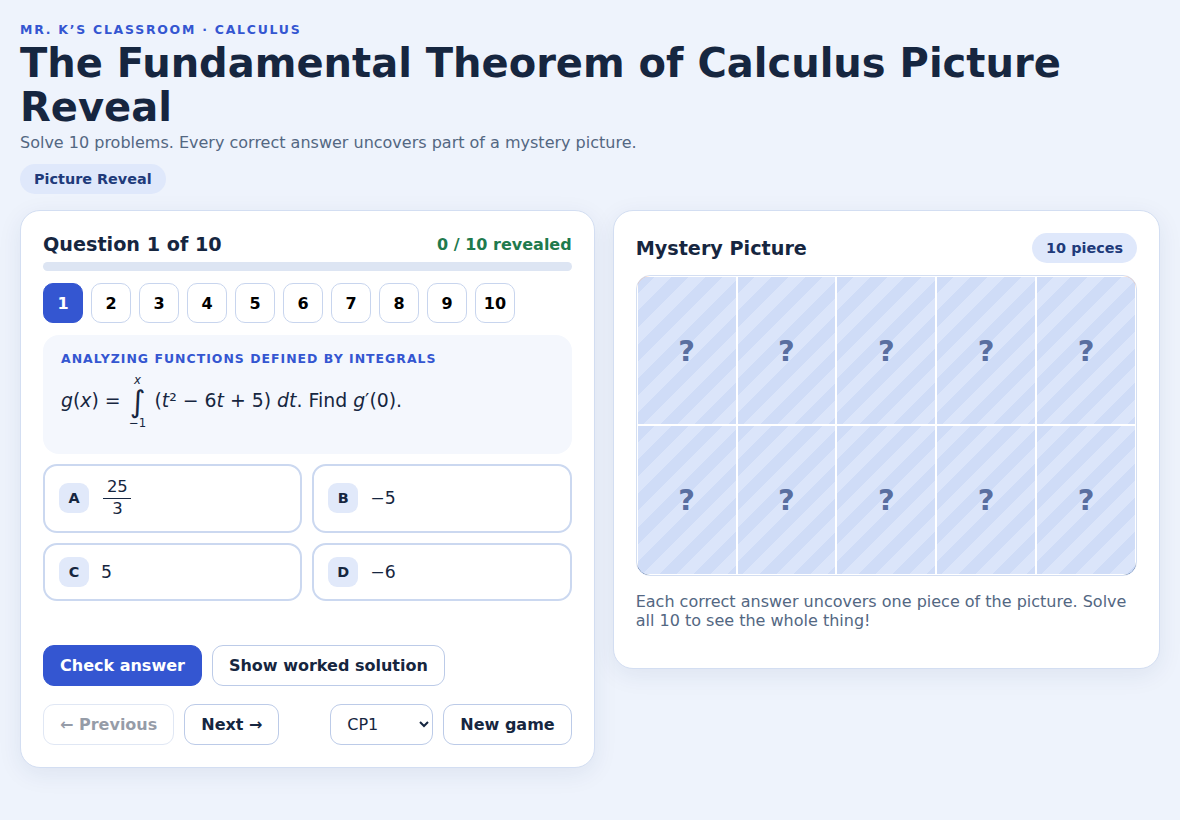 MR. K’S CLASSROOM · CALCULUS
The Fundamental Theorem of Calculus Picture
Reveal
Solve 10 problems. Every correct answer uncovers part of a mystery picture.
Picture Reveal
Question 1 of 10
0 / 10 revealed
1 2 3 4 5 6 7 8 9 10
ANALYZING FUNCTIONS DEFINED BY INTEGRALS
g(x) = ∫₋₁ˣ (t² − 6t + 5) dt. Find g′(0).
A 25/3
B −5
C 5
D −6
Check answer
Show worked solution
← Previous
Next →
CP1
New game
Mystery Picture
10 pieces
? ? ? ? ?
? ? ? ? ?
Each correct answer uncovers one piece of the picture. Solve
all 10 to see the whole thing!